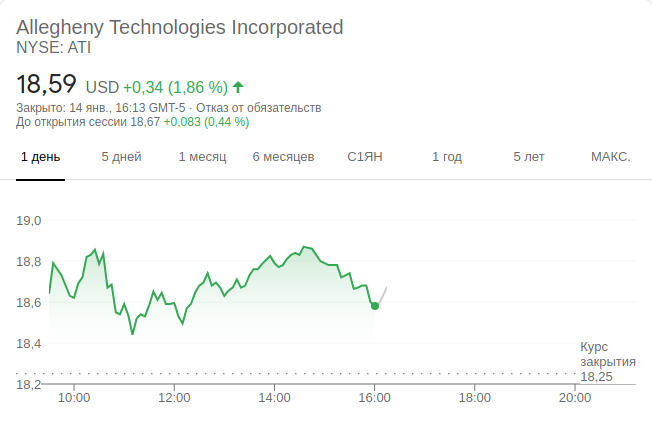 Allegheny Technologies Incorporated
NYSE: ATI
18,59 USD +0,34 (1,86 %)
Закрыто: 14 янв., 16:13 GMT-5 · Отказ от обязательств
До открытия сессии 18,67 +0,083 (0,44 %)
1 день 5 дней 1 месяц 6 месяцев С1ЯН 1 год 5 лет МАКС.
19,0
18,8
18,6
18,4
Курс
закрытия
18,25
18,2
10:00 12:00 14:00 16:00 18:00 20:00